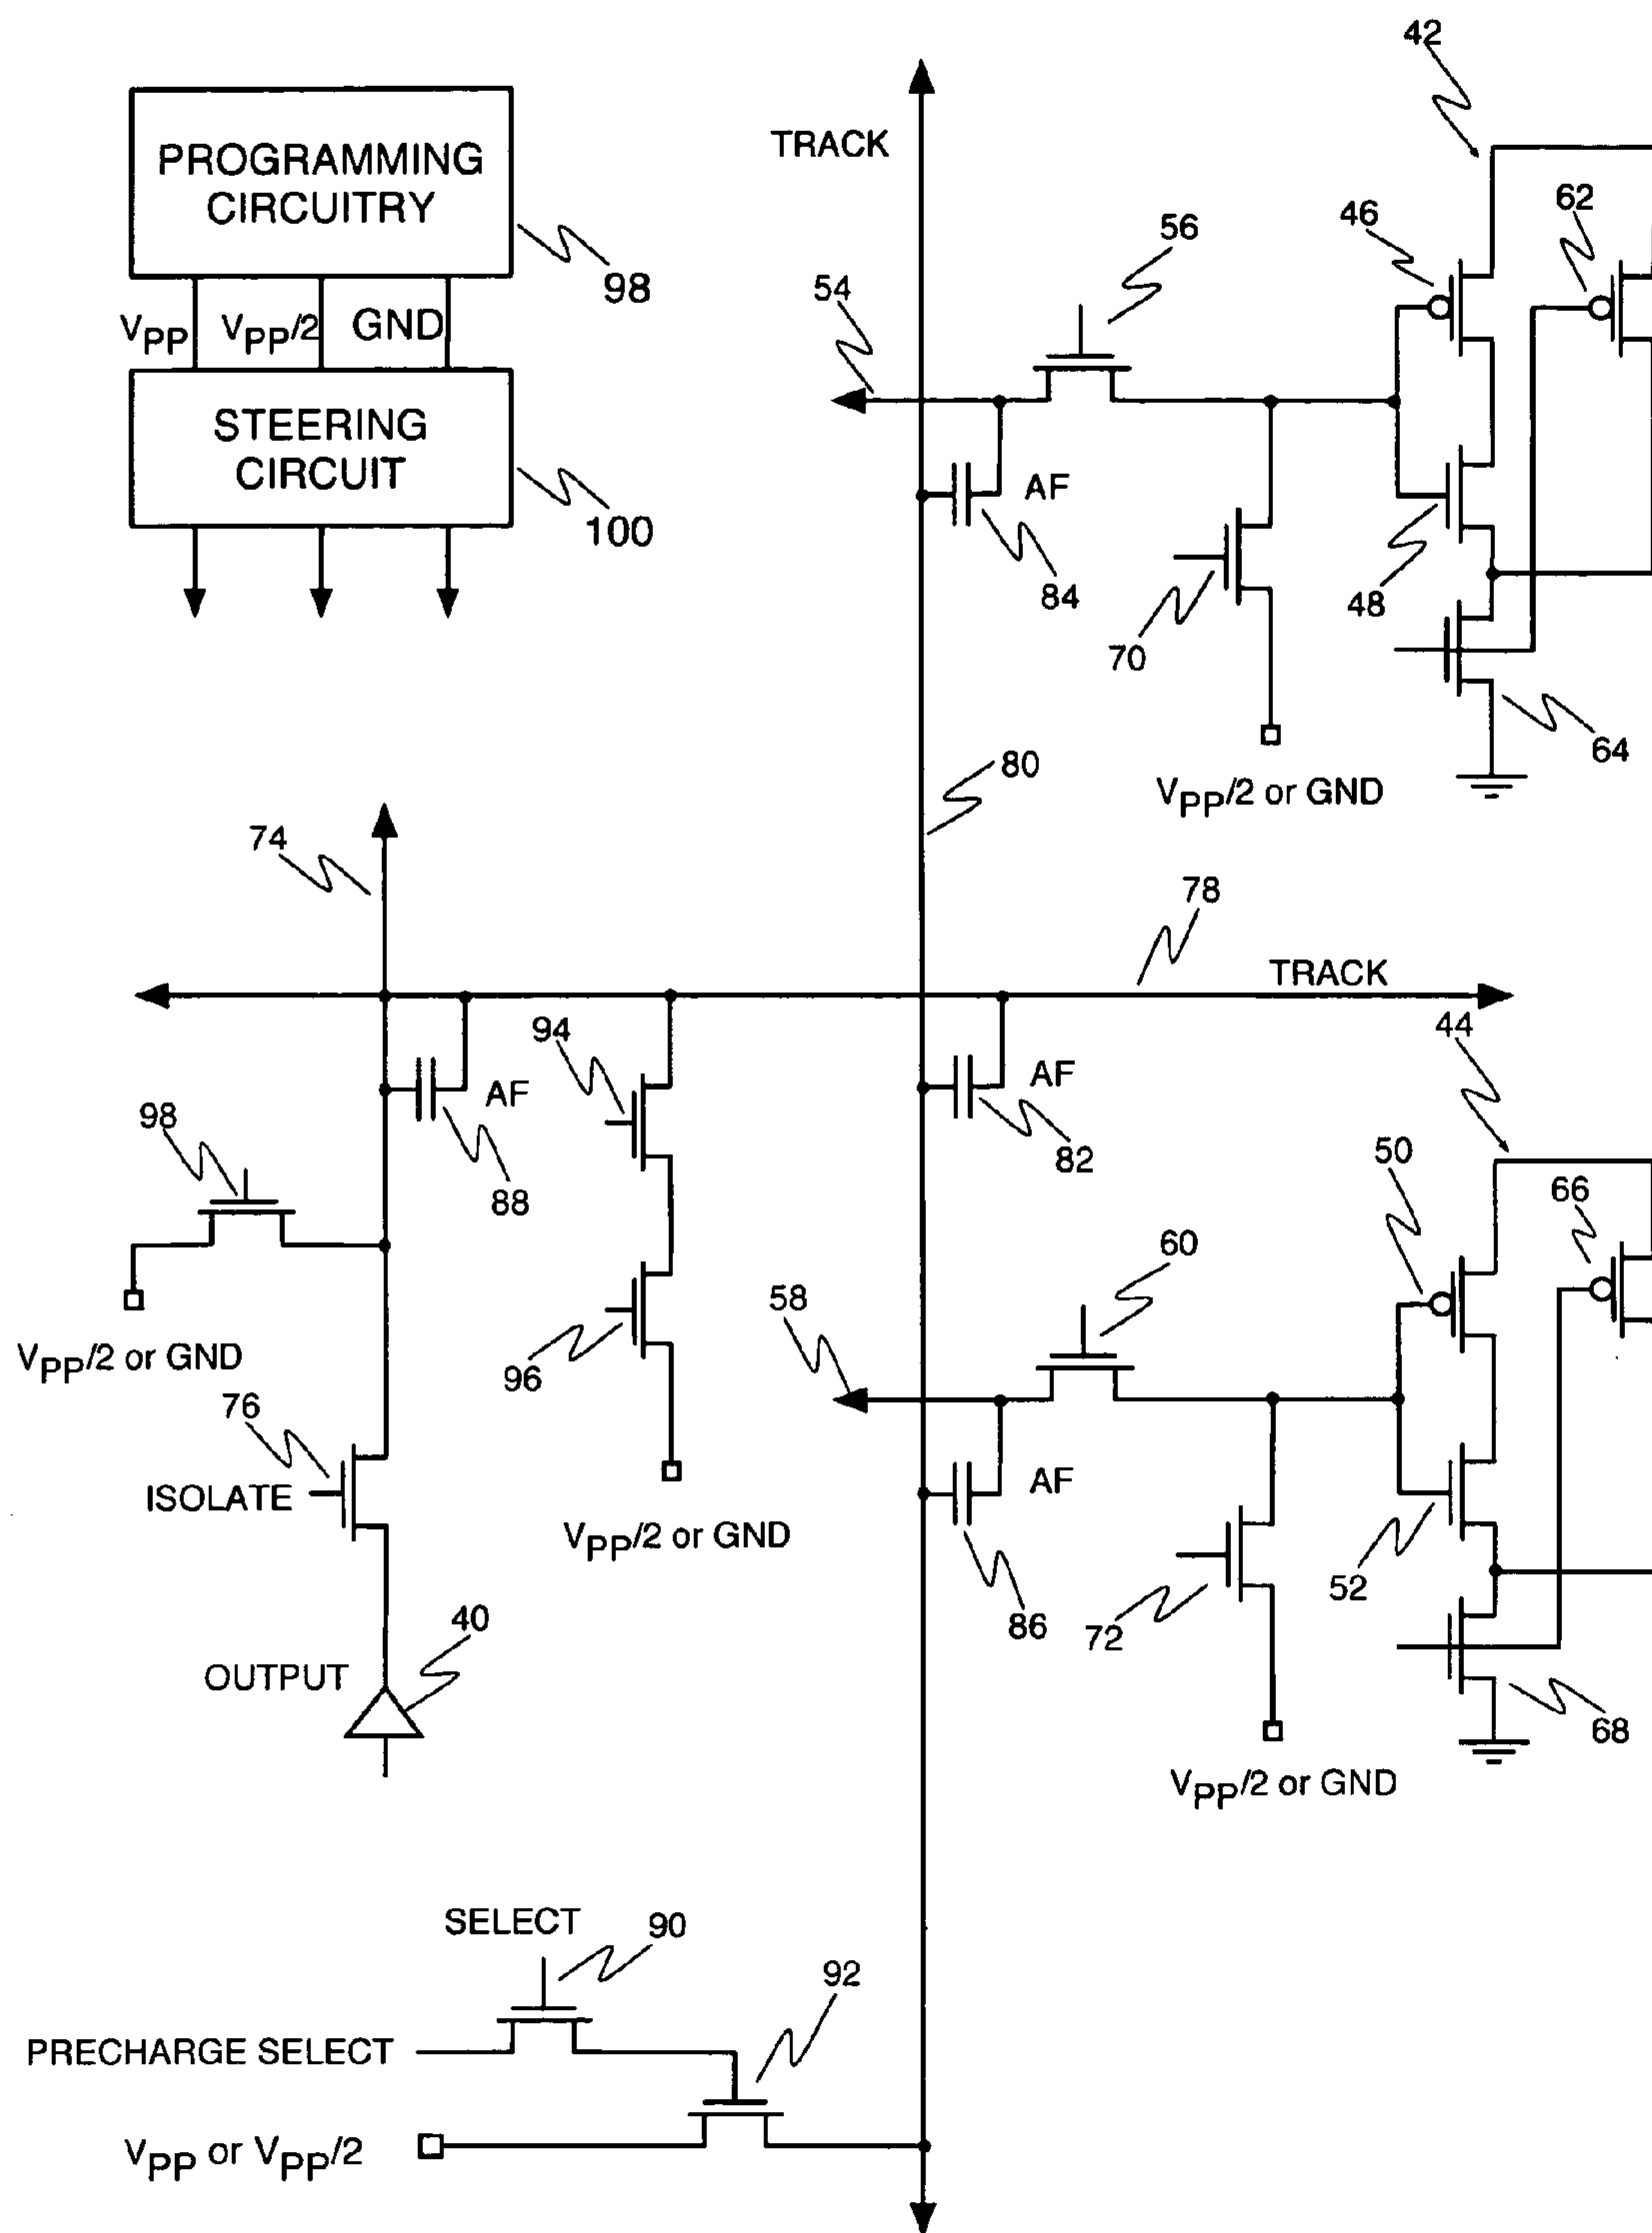 42
TRACK
PROGRAMMING
CIRCUITRY
46
62
56
98
54
VPP
VPP/2
GND
STEERING
CIRCUIT
AF
100
84
48
70
64
80
VPP/2 or GND
74
78
TRACK
94
44
AF
AF
98
82
50
88
66
60
58
VPP/2 or GND
96
76
ISOLATE
AF
VPP/2 or GND
52
86
72
40
OUTPUT
68
VPP/2 or GND
SELECT
90
92
PRECHARGE SELECT
VPP or VPP/2